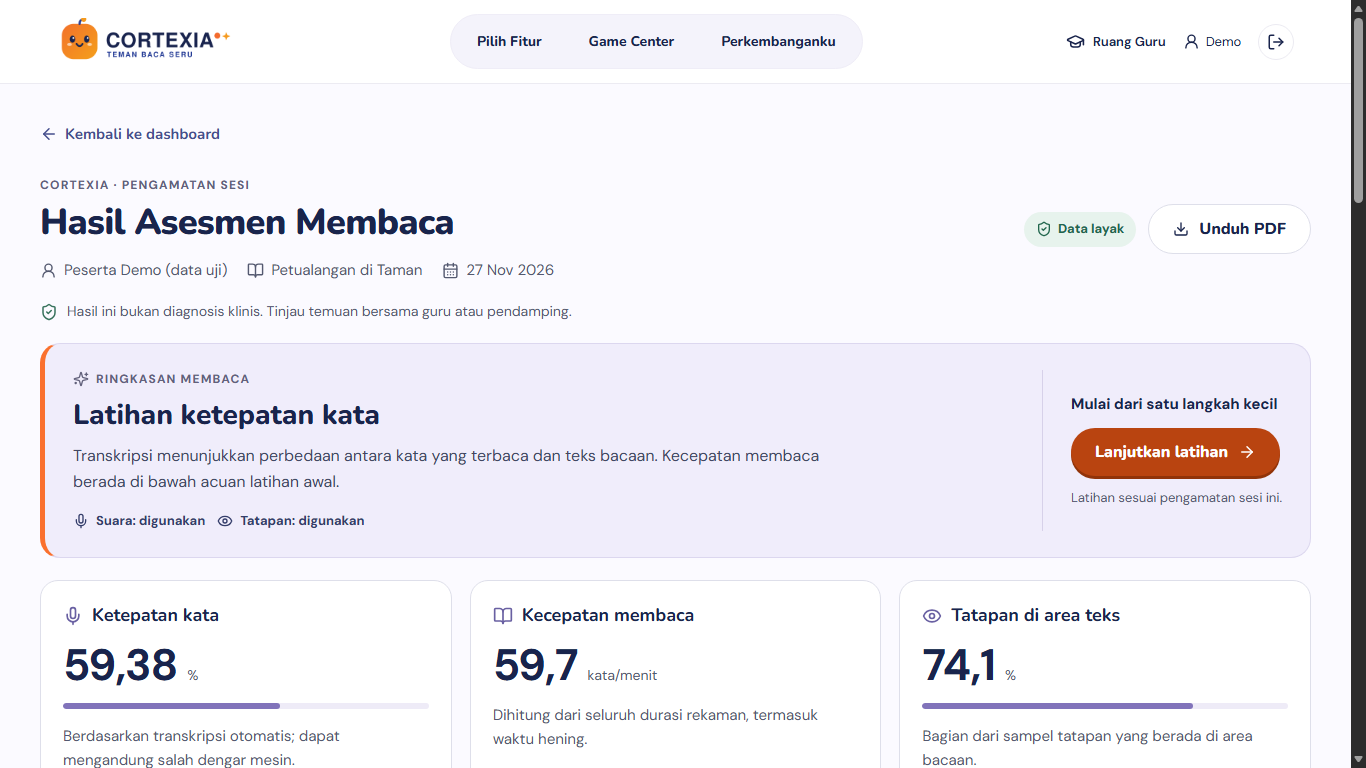 CORTEXIA
TEMAN BACA SERU
Pilih Fitur
Game Center
Perkembanganku
Ruang Guru
Demo
Kembali ke dashboard
CORTEXIA · PENGAMATAN SESI
Hasil Asesmen Membaca
Data layak
Unduh PDF
Peserta Demo (data uji)
Petualangan di Taman
27 Nov 2026
Hasil ini bukan diagnosis klinis. Tinjau temuan bersama guru atau pendamping.
RINGKASAN MEMBACA
Latihan ketepatan kata
Transkripsi menunjukkan perbedaan antara kata yang terbaca dan teks bacaan. Kecepatan membaca
berada di bawah acuan latihan awal.
Suara: digunakan
Tatapan: digunakan
Mulai dari satu langkah kecil
Lanjutkan latihan
Latihan sesuai pengamatan sesi ini.
Ketepatan kata
59,38 %
Berdasarkan transkripsi otomatis; dapat
mengandung salah dengar mesin.
Kecepatan membaca
59,7 kata/menit
Dihitung dari seluruh durasi rekaman, termasuk
waktu hening.
Tatapan di area teks
74,1 %
Bagian dari sampel tatapan yang berada di area
bacaan.